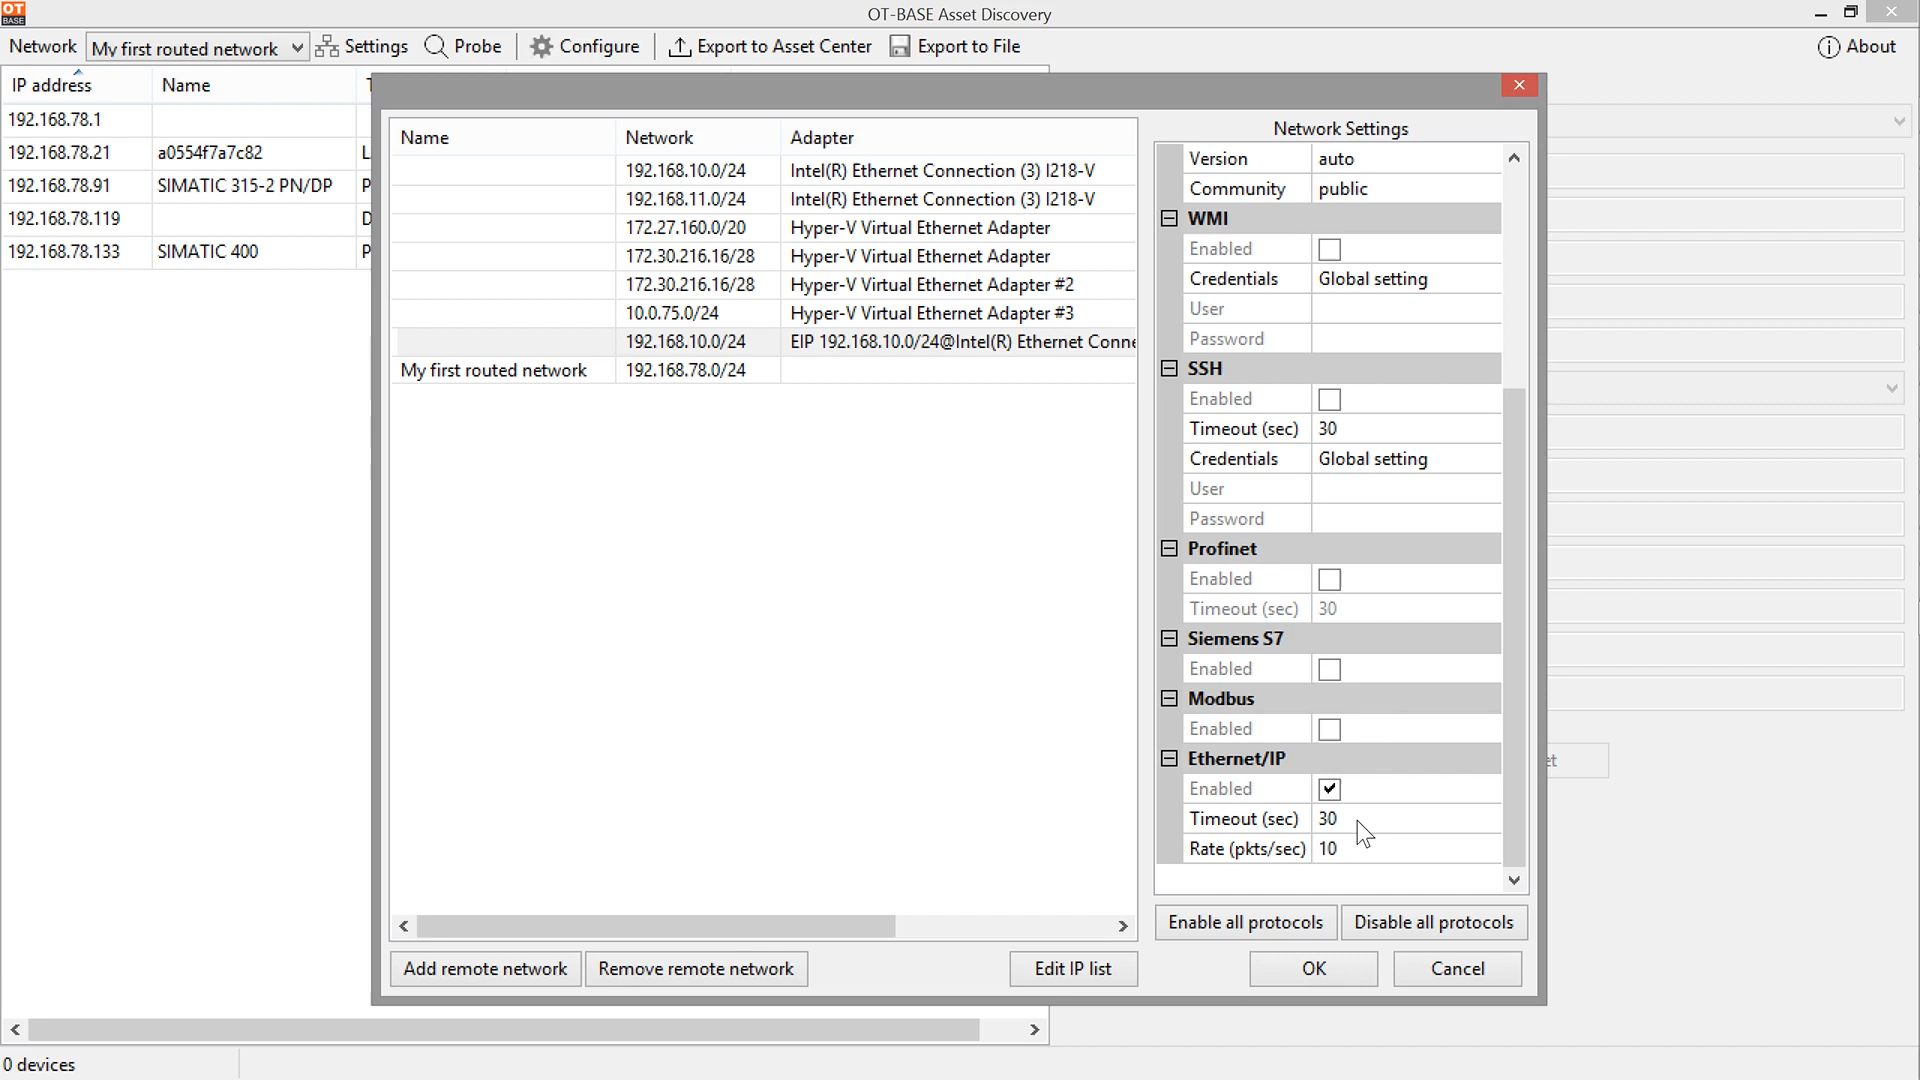 OT BASE
OT-BASE Asset Discovery
Network My first routed network Settings Probe Configure Export to Asset Center Export to File About
IP address Name
192.168.78.1
192.168.78.21 a0554f7a7c82 L
192.168.78.91 SIMATIC 315-2 PN/DP P
192.168.78.119 D
192.168.78.133 SIMATIC 400 P
Name Network Adapter
192.168.10.0/24 Intel(R) Ethernet Connection (3) I218-V
192.168.11.0/24 Intel(R) Ethernet Connection (3) I218-V
172.27.160.0/20 Hyper-V Virtual Ethernet Adapter
172.30.216.16/28 Hyper-V Virtual Ethernet Adapter
172.30.216.16/28 Hyper-V Virtual Ethernet Adapter #2
10.0.75.0/24 Hyper-V Virtual Ethernet Adapter #3
192.168.10.0/24 EIP 192.168.10.0/24@Intel(R) Ethernet Conne
My first routed network 192.168.78.0/24
Add remote network Remove remote network Edit IP list
Network Settings
Version auto
Community public
WMI
Enabled
Credentials Global setting
User
Password
SSH
Enabled
Timeout (sec) 30
Credentials Global setting
User
Password
Profinet
Enabled
Timeout (sec) 30
Siemens S7
Enabled
Modbus
Enabled
Ethernet/IP
Enabled
Timeout (sec) 30
Rate (pkts/sec) 10
Enable all protocols Disable all protocols
OK Cancel
et
0 devices